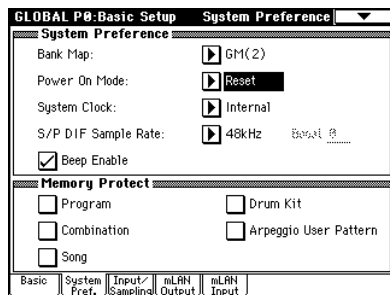 GLOBAL P0:Basic Setup System Preference
System Preference
Bank Map: GM(2)
Power On Mode: Reset
System Clock: Internal
S/P DIF Sample Rate: 48kHz
Beep Enable
Memory Protect
Program Drum Kit
Combination Arpeggio User Pattern
Song
Basic System Pref. Input/Sampling mLAN Output mLAN Input